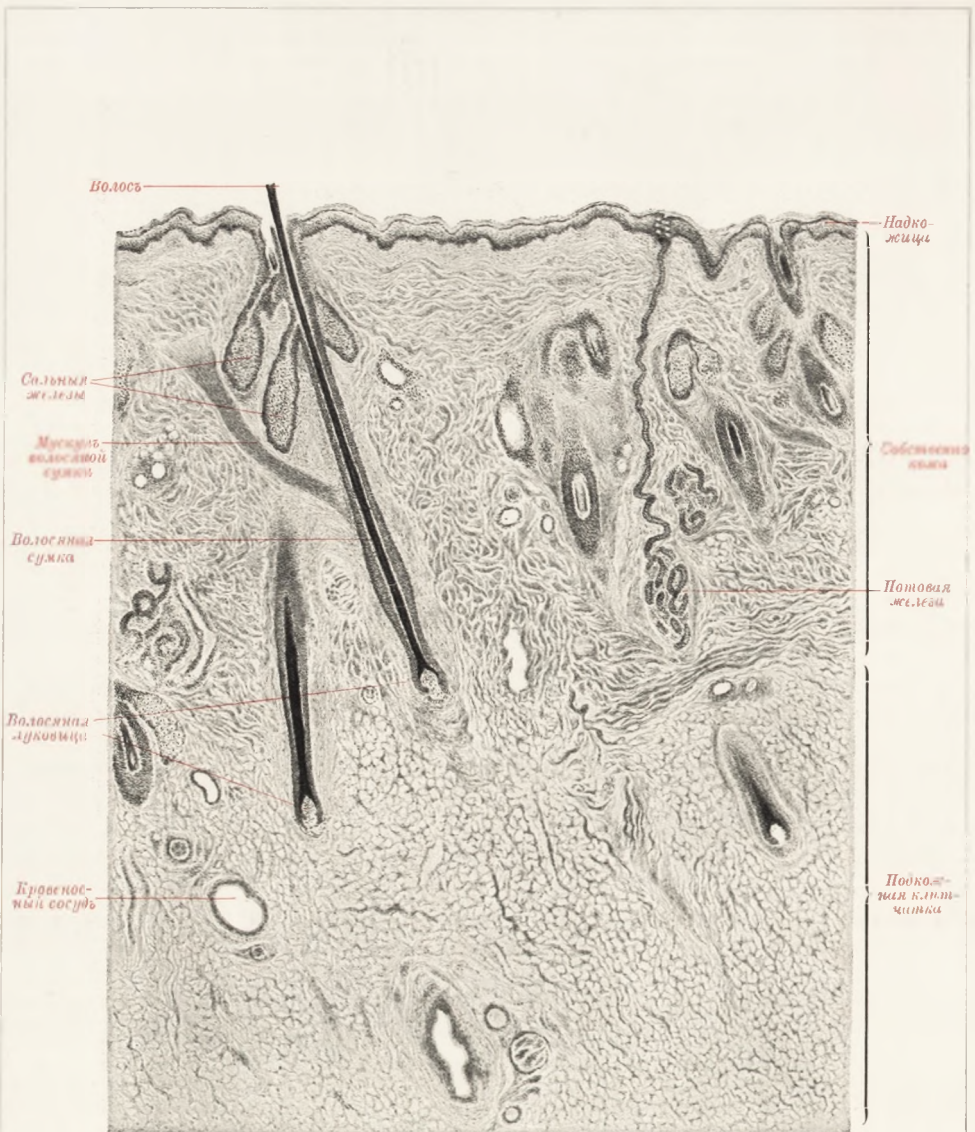 Волосъ
Надко-
жица
Сальныя
железы
Мускулъ
волосяной
сумки
Собственно
кожа
Волосяная
сумка
Потовая
железа
Волосяная
луковица
Кровенос-
ный сосудъ
Подкож-
ная клѣт-
чатка